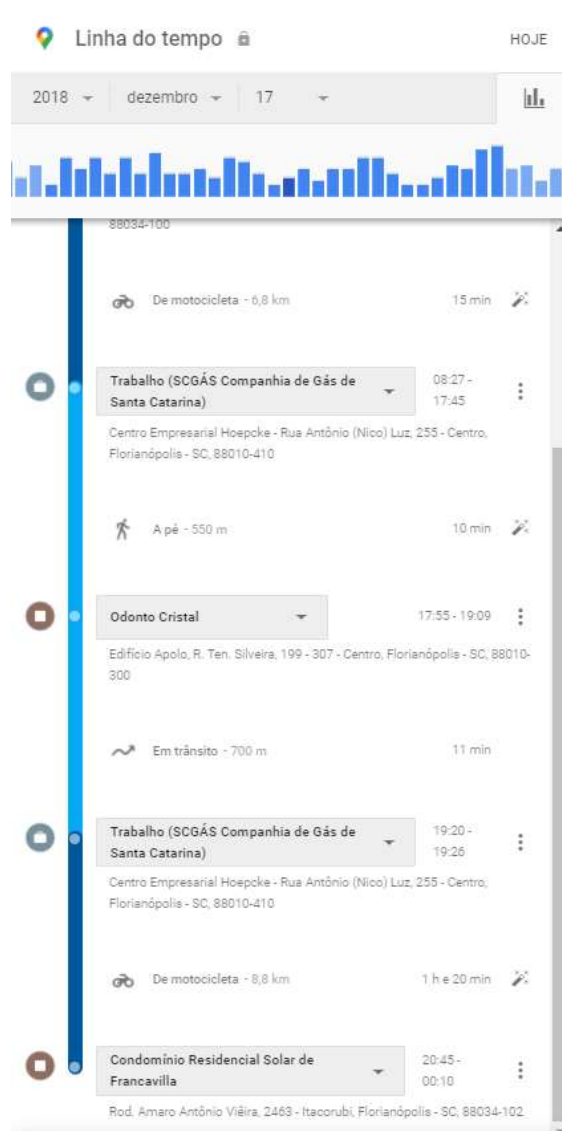 Linha do tempo
HOJE
2018
dezembro
17
88034-100
De motocicleta - 6,8 km
15 min
Trabalho (SCGÁS Companhia de Gás de
Santa Catarina)
08:27 -
17:45
Centro Empresarial Hoepcke - Rua Antônio (Nico) Luz, 255 - Centro,
Florianópolis - SC, 88010-410
A pé - 550 m
10 min
Odonto Cristal
17:55 - 19:09
Edifício Apolo, R. Ten. Silveira, 199 - 307 - Centro, Florianópolis - SC, 88010-
300
Em trânsito - 700 m
11 min
Trabalho (SCGÁS Companhia de Gás de
Santa Catarina)
19:20 -
19:26
Centro Empresarial Hoepcke - Rua Antônio (Nico) Luz, 255 - Centro,
Florianópolis - SC, 88010-410
De motocicleta - 8,8 km
1 h e 20 min
Condomínio Residencial Solar de
Francavilla
20:45 -
00:10
Rod. Amaro Antônio Viêira, 2463 - Itacorubi, Florianópolis - SC, 88034-102